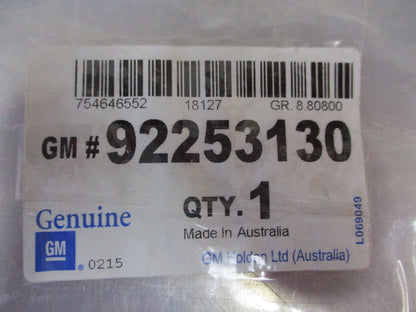 754646552 18127 GR. 8.80800
GM # 92253130
Genuine QTY. 1
GM ® 0215 Made In Australia
GM Holden Ltd (Australia)
L069049